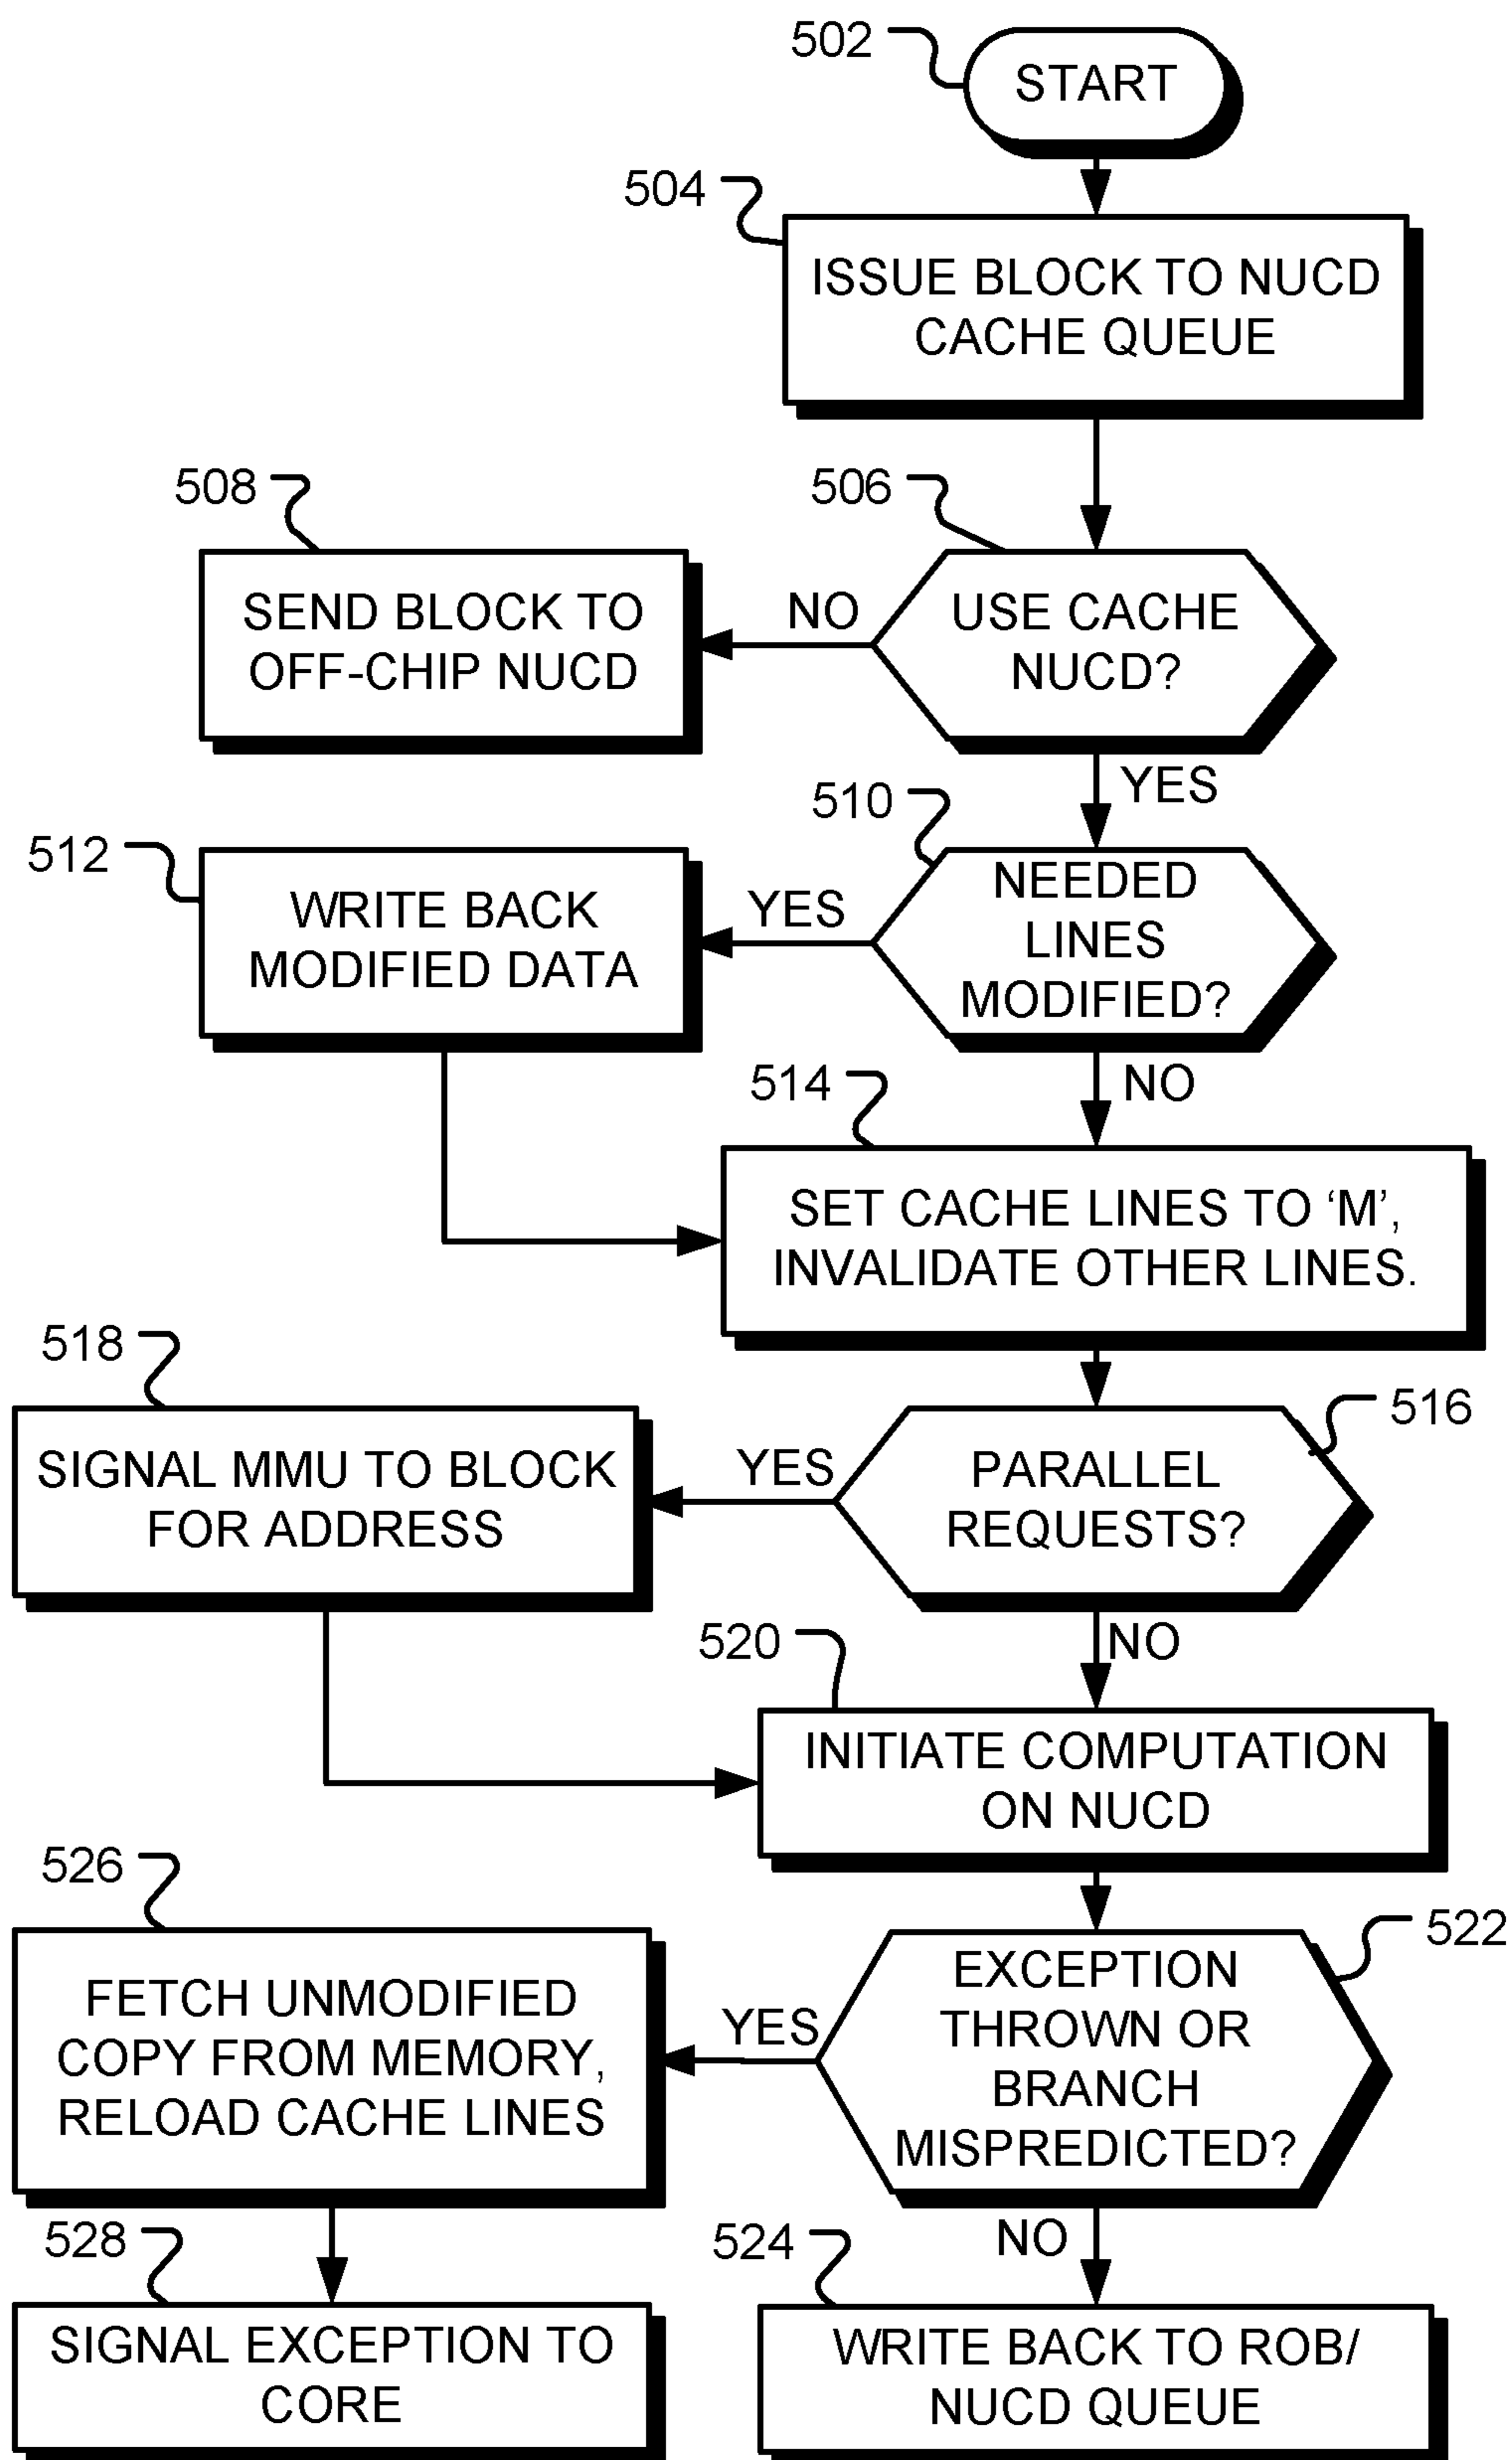 502
START
504
ISSUE BLOCK TO NUCD
CACHE QUEUE
508
506
SEND BLOCK TO
OFF-CHIP NUCD
NO
USE CACHE
NUCD?
YES
510
512
WRITE BACK
MODIFIED DATA
YES
NEEDED
LINES
MODIFIED?
NO
514
SET CACHE LINES TO ‘M’,
INVALIDATE OTHER LINES.
518
516
SIGNAL MMU TO BLOCK
FOR ADDRESS
YES
PARALLEL
REQUESTS?
NO
520
INITIATE COMPUTATION
ON NUCD
526
522
FETCH UNMODIFIED
COPY FROM MEMORY,
RELOAD CACHE LINES
YES
EXCEPTION
THROWN OR
BRANCH
MISPREDICTED?
NO
528
524
SIGNAL EXCEPTION TO
CORE
WRITE BACK TO ROB/
NUCD QUEUE